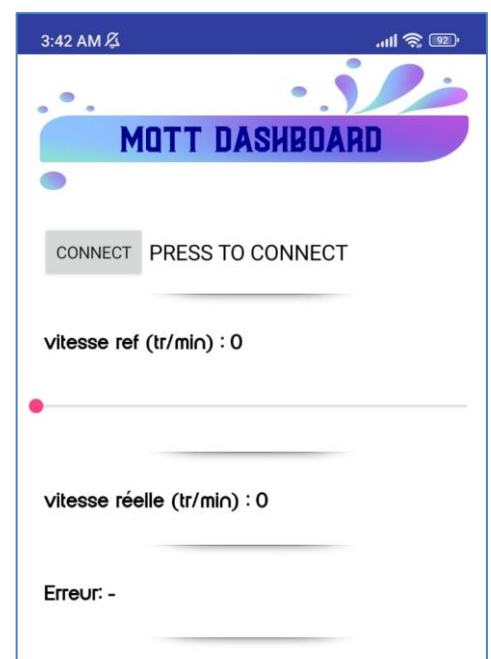 3:42 AM
92
MQTT DASHBOARD
CONNECT PRESS TO CONNECT
vitesse ref (tr/min) : 0
vitesse réelle (tr/min) : 0
Erreur: -